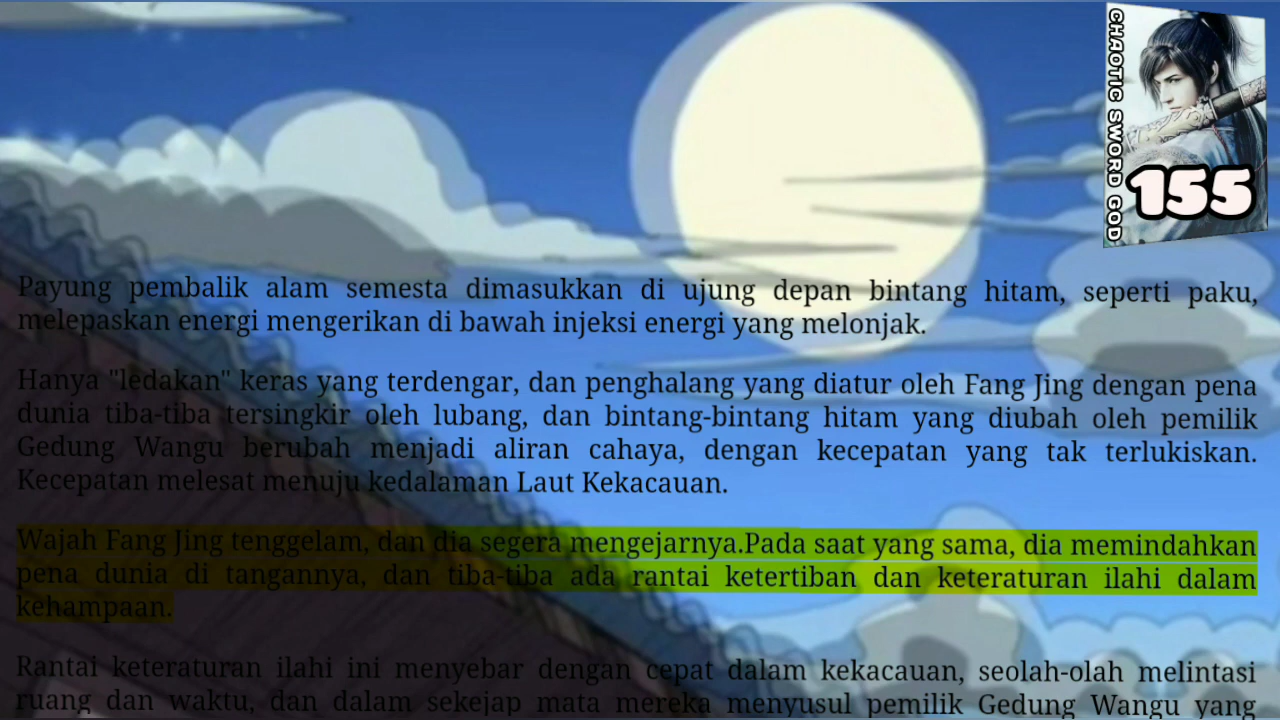 CHAOTIC SWORD GOD
155
Payung pembalik alam semesta dimasukkan di ujung depan bintang hitam, seperti paku,
melepaskan energi mengerikan di bawah injeksi energi yang melonjak.
Hanya "ledakan" keras yang terdengar, dan penghalang yang diatur oleh Fang Jing dengan pena
dunia tiba-tiba tersingkir oleh lubang, dan bintang-bintang hitam yang diubah oleh pemilik
Gedung Wangu berubah menjadi aliran cahaya, dengan kecepatan yang tak terlukiskan.
Kecepatan melesat menuju kedalaman Laut Kekacauan.
Wajah Fang Jing tenggelam, dan dia segera mengejarnya.Pada saat yang sama, dia memindahkan
pena dunia di tangannya, dan tiba-tiba ada rantai ketertiban dan keteraturan ilahi dalam
kehampaan.
Rantai keteraturan ilahi ini menyebar dengan cepat dalam kekacauan, seolah-olah melintasi
ruang dan waktu, dan dalam sekejap mata mereka menyusul pemilik Gedung Wangu yang